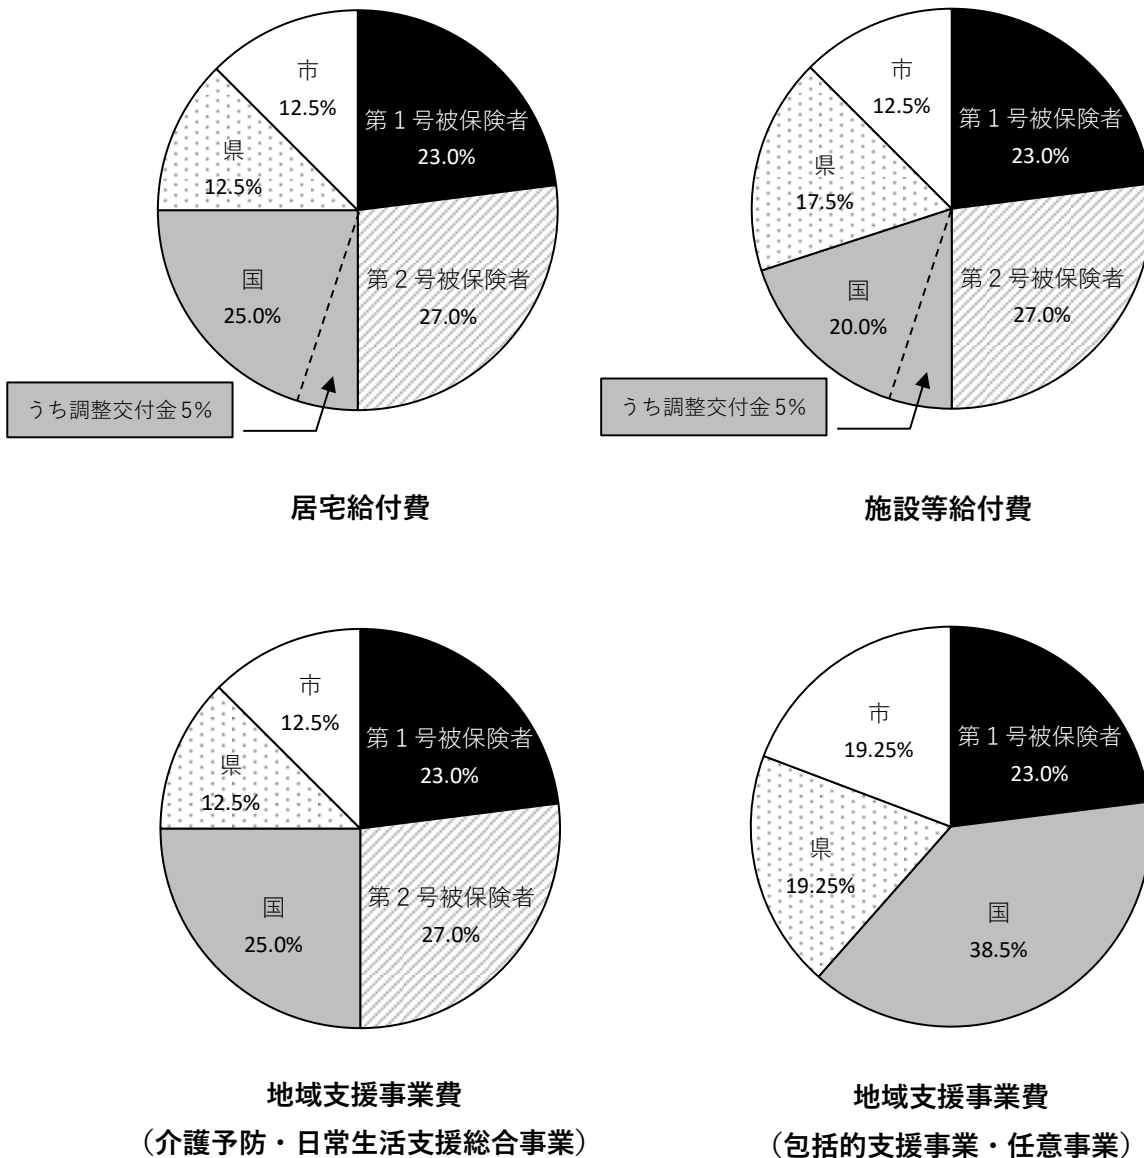 市
12.5%
第１号被保険者
23.0%
県
12.5%
国
25.0%
第２号被保険者
27.0%
うち調整交付金5%
居宅給付費
市
12.5%
第１号被保険者
23.0%
県
17.5%
国
20.0%
第２号被保険者
27.0%
うち調整交付金5%
施設等給付費
市
12.5%
第１号被保険者
23.0%
県
12.5%
国
25.0%
第２号被保険者
27.0%
地域支援事業費
（介護予防・日常生活支援総合事業）
市
19.25%
第１号被保険者
23.0%
県
19.25%
国
38.5%
地域支援事業費
（包括的支援事業・任意事業）